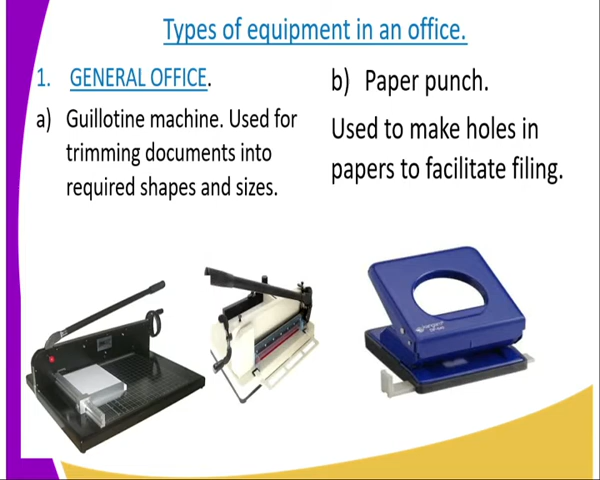 Types of equipment in an office.
1. GENERAL OFFICE.
a) Guillotine machine. Used for
trimming documents into
required shapes and sizes.
b) Paper punch.
Used to make holes in
papers to facilitate filing.